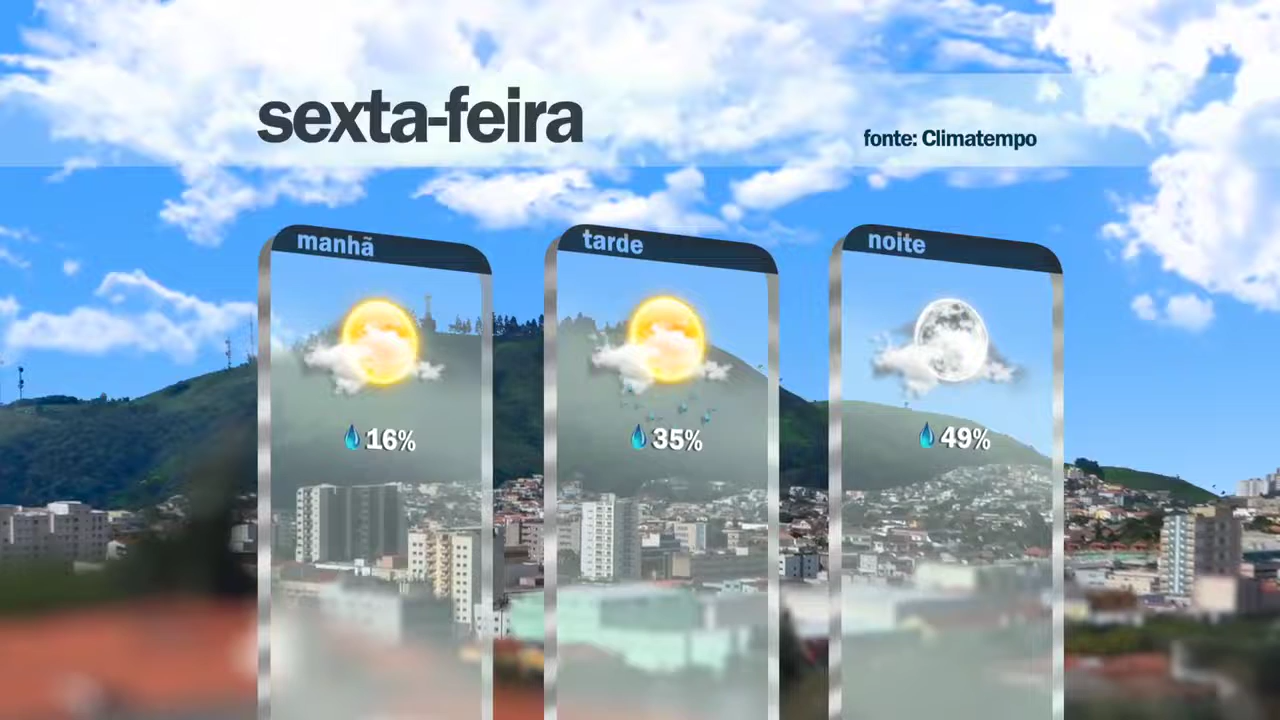 sexta-feira
fonte: Climatempo
manhã
tarde
noite
16%
35%
49%